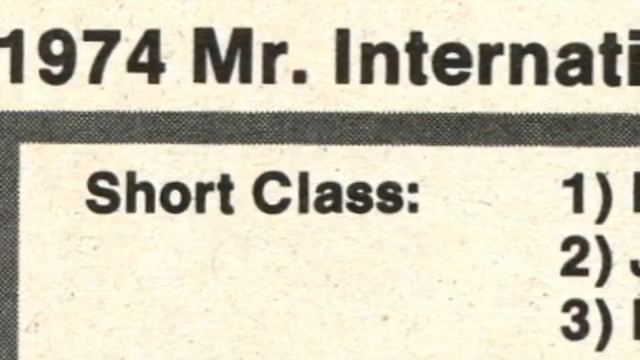 1974 Mr. Internati
Short Class: 1)
2) J
3)